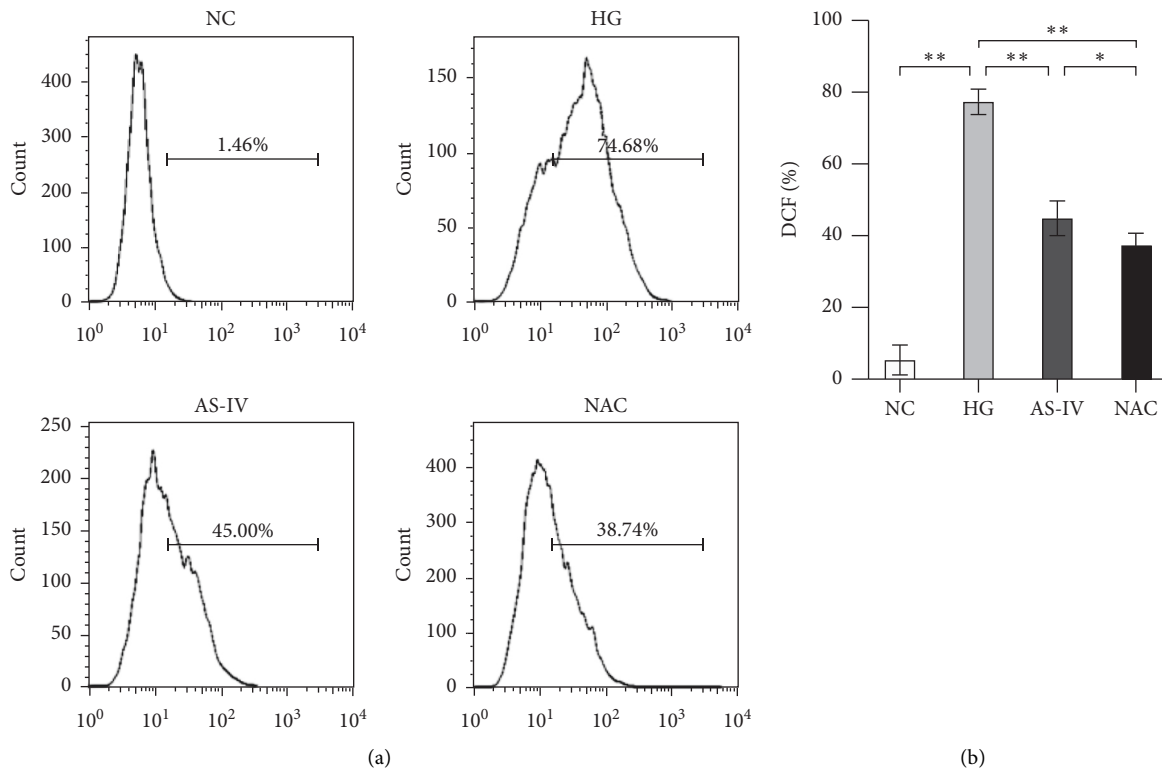 NC
Count
400
300
200
100
0
1.46%
10^0 10^1 10^2 10^3 10^4
HG
Count
150
100
50
0
74.68%
10^0 10^1 10^2 10^3 10^4
AS-IV
Count
250
200
150
100
50
0
45.00%
10^0 10^1 10^2 10^3 10^4
NAC
Count
400
300
200
100
0
38.74%
10^0 10^1 10^2 10^3 10^4
(a)
DCF (%)
100
80
60
40
20
0
**
** ** *
NC HG AS-IV NAC
(b)